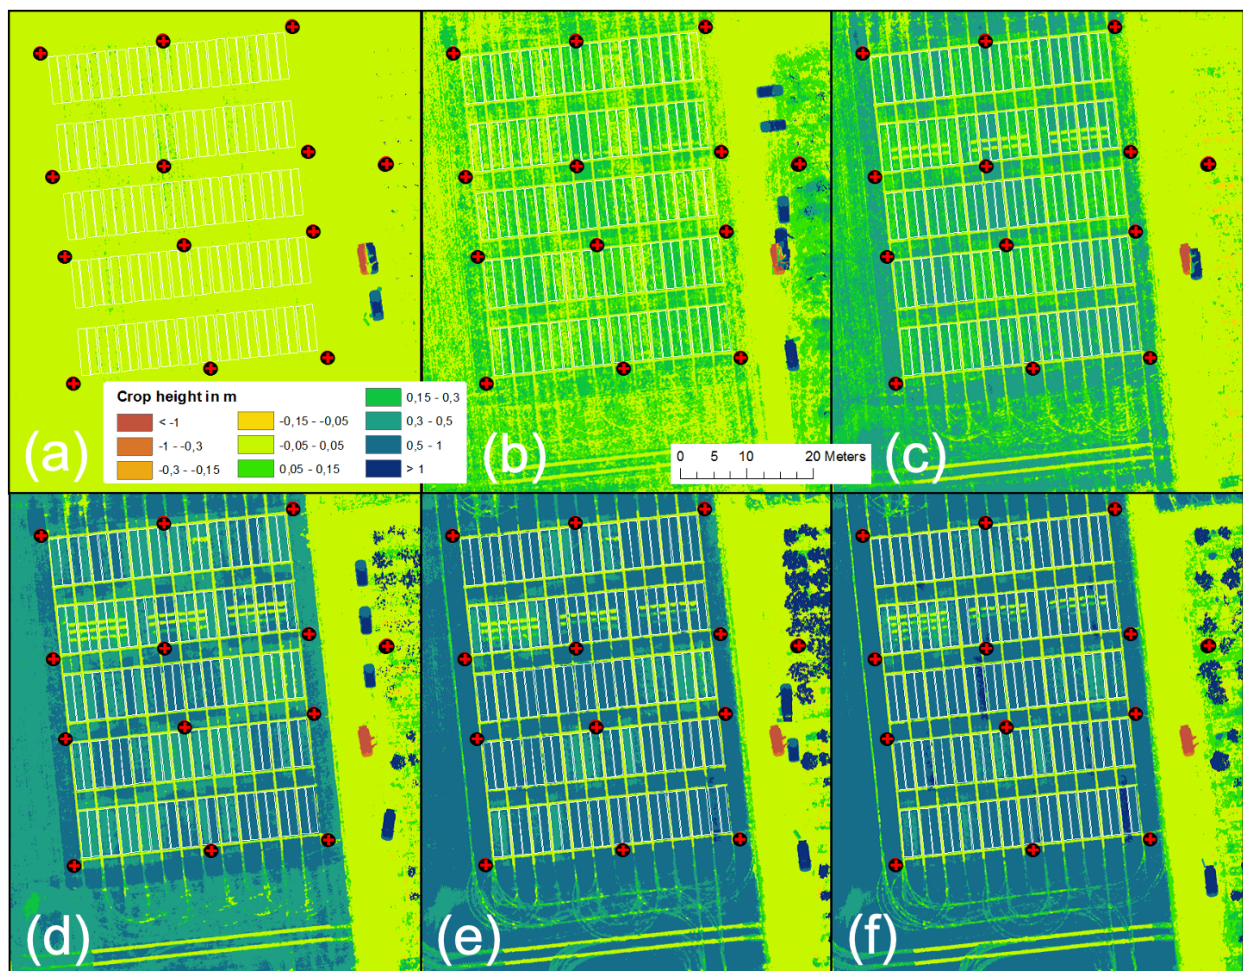 Crop height in m
< -1
-1 - -0,3
-0,3 - -0,15
-0,15 - -0,05
-0,05 - 0,05
0,05 - 0,15
0,15 - 0,3
0,3 - 0,5
0,5 - 1
> 1
0 5 10 20 Meters
(a)
(b)
(c)
(d)
(e)
(f)